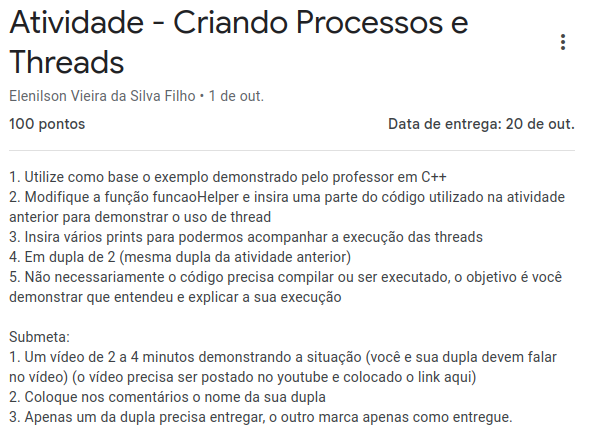 Atividade - Criando Processos e
Threads
Elenilson Vieira da Silva Filho • 1 de out.
100 pontos
Data de entrega: 20 de out.
1. Utilize como base o exemplo demonstrado pelo professor em C++
2. Modifique a função funcaoHelper e insira uma parte do código utilizado na atividade
anterior para demonstrar o uso de thread
3. Insira vários prints para podermos acompanhar a execução das threads
4. Em dupla de 2 (mesma dupla da atividade anterior)
5. Não necessariamente o código precisa compilar ou ser executado, o objetivo é você
demonstrar que entendeu e explicar a sua execução
Submeta:
1. Um vídeo de 2 a 4 minutos demonstrando a situação (você e sua dupla devem falar
no vídeo) (o vídeo precisa ser postado no youtube e colocado o link aqui)
2. Coloque nos comentários o nome da sua dupla
3. Apenas um da dupla precisa entregar, o outro marca apenas como entregue.